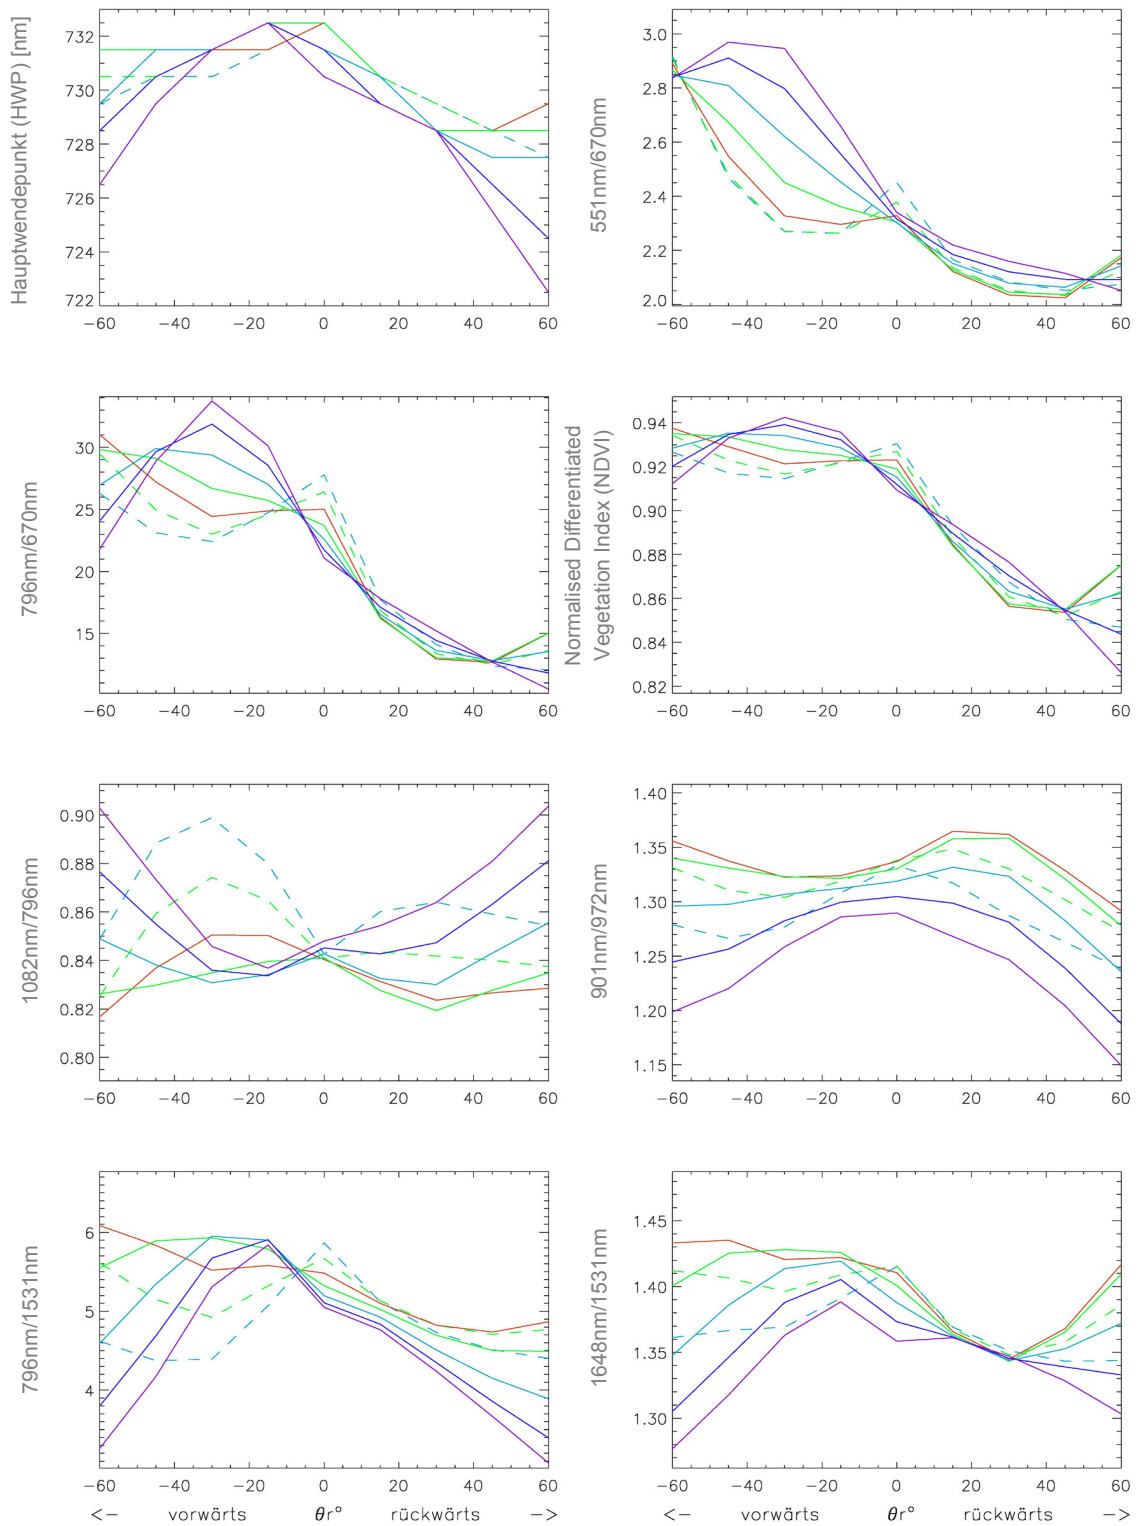 Hauptwendepunkt (HWP) [nm]
732
730
728
726
724
722
−60 −40 −20 0 20 40 60
551nm/670nm
3.0
2.8
2.6
2.4
2.2
2.0
−60 −40 −20 0 20 40 60
796nm/670nm
30
25
20
15
−60 −40 −20 0 20 40 60
Normalised Differentiated
Vegetation Index (NDVI)
0.94
0.92
0.90
0.88
0.86
0.84
0.82
−60 −40 −20 0 20 40 60
1082nm/796nm
0.90
0.88
0.86
0.84
0.82
0.80
−60 −40 −20 0 20 40 60
901nm/972nm
1.40
1.35
1.30
1.25
1.20
1.15
−60 −40 −20 0 20 40 60
796nm/1531nm
6
5
4
−60 −40 −20 0 20 40 60
<− vorwärts θr° rückwärts −>
1648nm/1531nm
1.45
1.40
1.35
1.30
−60 −40 −20 0 20 40 60
<− vorwärts θr° rückwärts −>